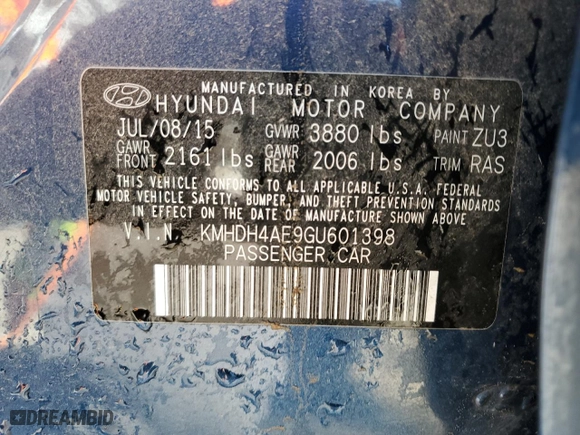 MANUFACTURED IN KOREA BY
HYUNDAI MOTOR COMPANY
JUL/08/15 GVWR 3880 lbs PAINT ZU3
GAWR FRONT 2161 lbs GAWR REAR 2006 lbs TRIM RAS
THIS VEHICLE CONFORMS TO ALL APPLICABLE U.S.A. FEDERAL
MOTOR VEHICLE SAFETY, BUMPER, AND THEFT PREVENTION STANDARDS
IN EFFECT ON THE DATE OF MANUFACTURE SHOWN ABOVE
V.I.N. KMHDH4AE9GU601398
PASSENGER CAR
DREAMBID